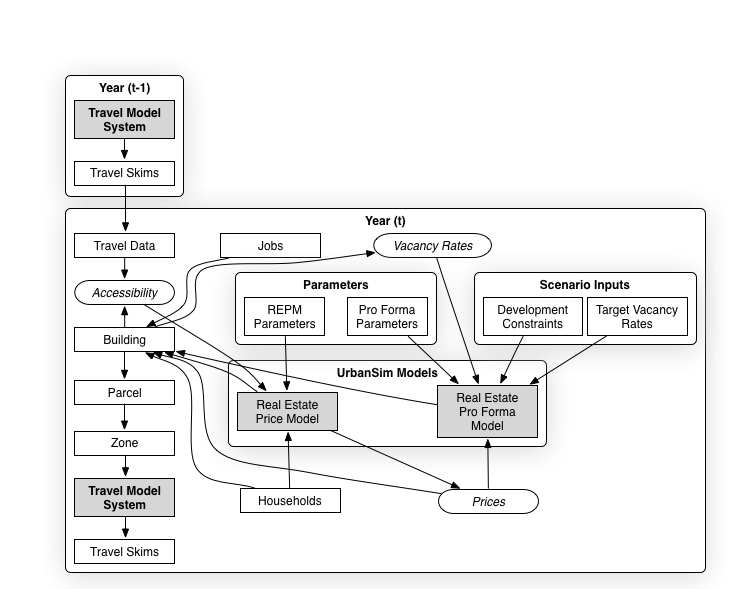 Year (t-1)
Travel Model
System
Travel Skims
Year (t)
Travel Data
Jobs
Vacancy Rates
Accessibility
Parameters
REPM
Parameters
Pro Forma
Parameters
Scenario Inputs
Development
Constraints
Target Vacancy
Rates
Building
UrbanSim Models
Real Estate
Price Model
Real Estate
Pro Forma
Model
Parcel
Zone
Travel Model
System
Households
Prices
Travel Skims